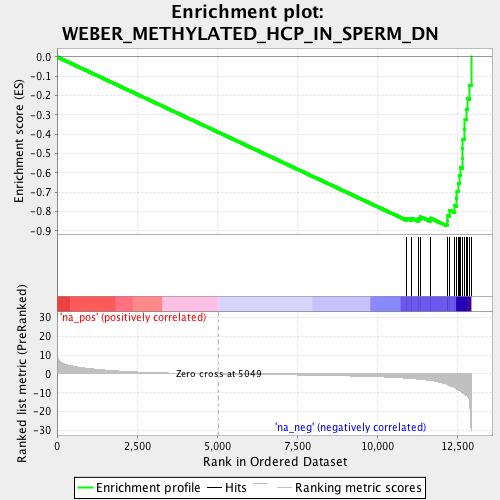 Enrichment plot:
WEBER_METHYLATED_HCP_IN_SPERM_DN
Enrichment score (ES)
0.0
-0.1
-0.2
-0.3
-0.4
-0.5
-0.6
-0.7
-0.8
-0.9
'na_pos' (positively correlated)
Ranked list metric (PreRanked)
30
20
10
0
-10
-20
-30
Zero cross at 5049
'na_neg' (negatively correlated)
0 2,500 5,000 7,500 10,000 12,500
Rank in Ordered Dataset
Enrichment profile Hits Ranking metric scores